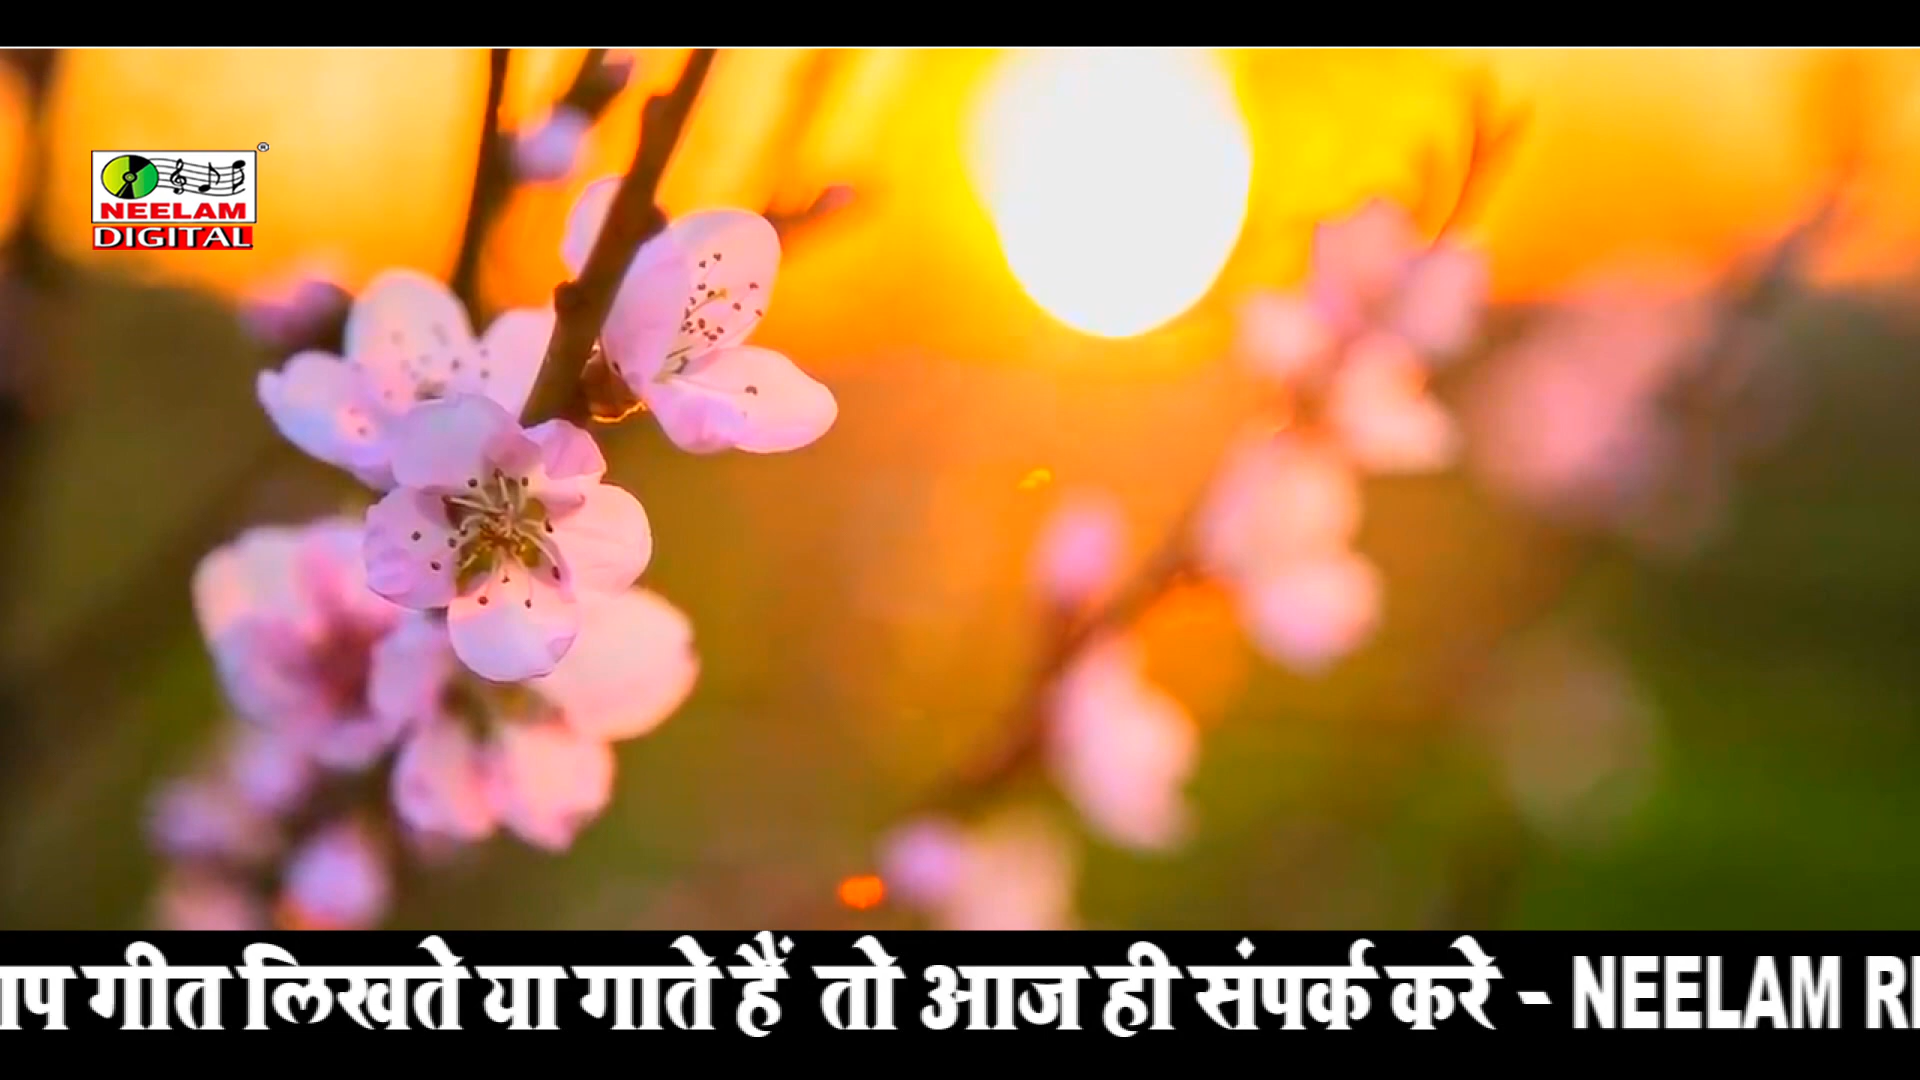 NEELAM
DIGITAL
गीत लिखते या गाते हैं तो आज ही संपर्क करे - NEELAM